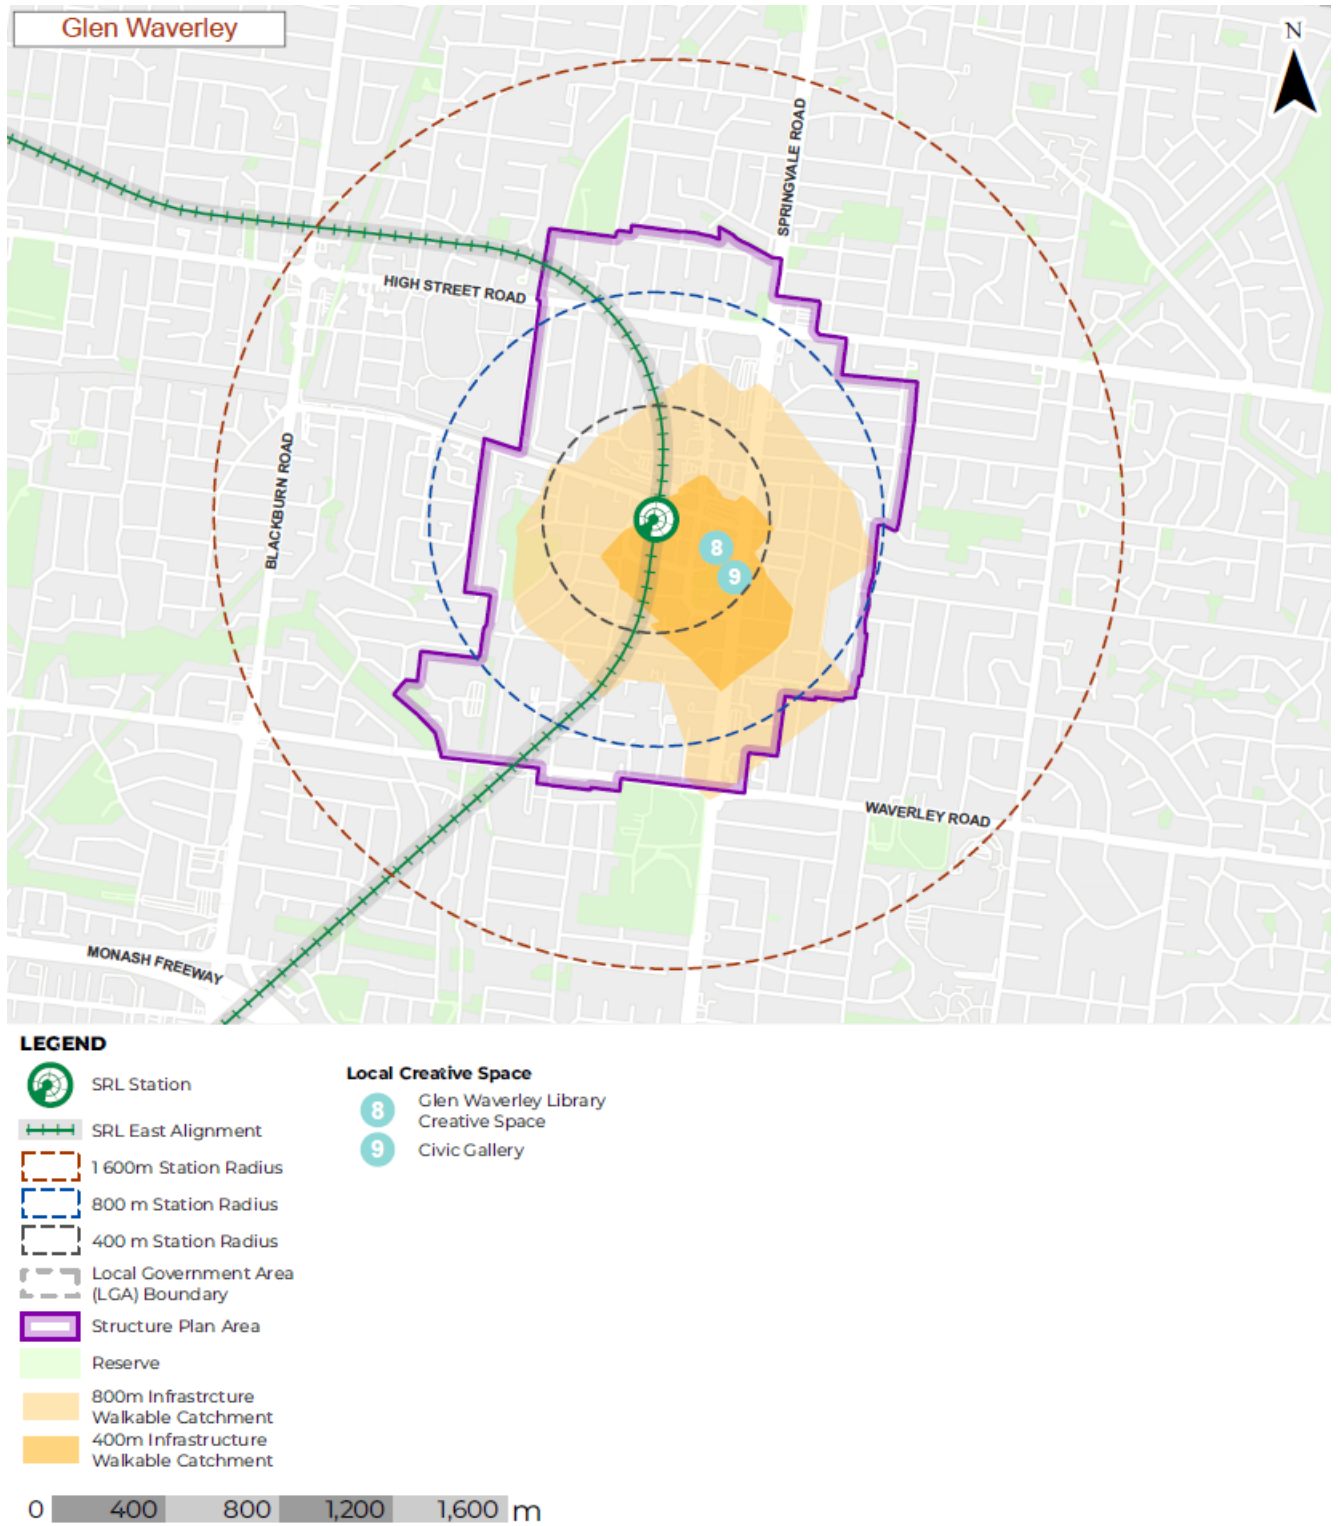 Glen Waverley
N
SPRINGVALE ROAD
HIGH STREET ROAD
BLACKBURN ROAD
8
9
WAVERLEY ROAD
MONASH FREEWAY
LEGEND
SRL Station
SRL East Alignment
1 600m Station Radius
800 m Station Radius
400 m Station Radius
Local Government Area
(LGA) Boundary
Structure Plan Area
Reserve
800m Infrastrcture
Walkable Catchment
400m Infrastructure
Walkable Catchment
Local Creative Space
8 Glen Waverley Library
Creative Space
9 Civic Gallery
0 400 800 1,200 1,600 m